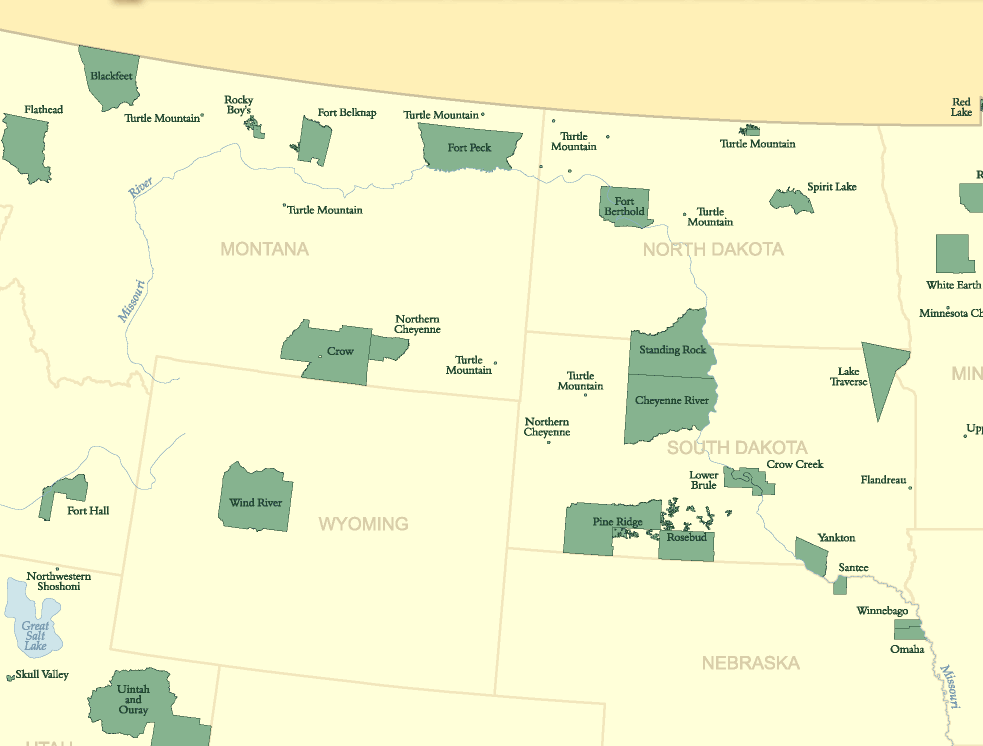 Blackfeet
Flathead
Turtle Mountain
Rocky
Boy's
Fort Belknap
Turtle Mountain
Fort Peck
Turtle
Mountain
Turtle Mountain
Red
Lake
River
Turtle Mountain
Fort
Berthold
Turtle
Mountain
Spirit Lake
R
MONTANA
NORTH DAKOTA
White Earth
Missouri
Minnesota Ch
Northern
Cheyenne
Crow
Turtle
Mountain
Standing Rock
Turtle
Mountain
Cheyenne River
Lake
Traverse
MIN
Northern
Cheyenne
SOUTH DAKOTA
Upp
Crow Creek
Lower
Brule
Flandreau
Wind River
Fort Hall
WYOMING
Pine Ridge
Rosebud
Yankton
Santee
Northwestern
Shoshoni
Great
Salt
Lake
Winnebago
Omaha
NEBRASKA
Skull Valley
Missouri
Uintah
and
Ouray
UTAH